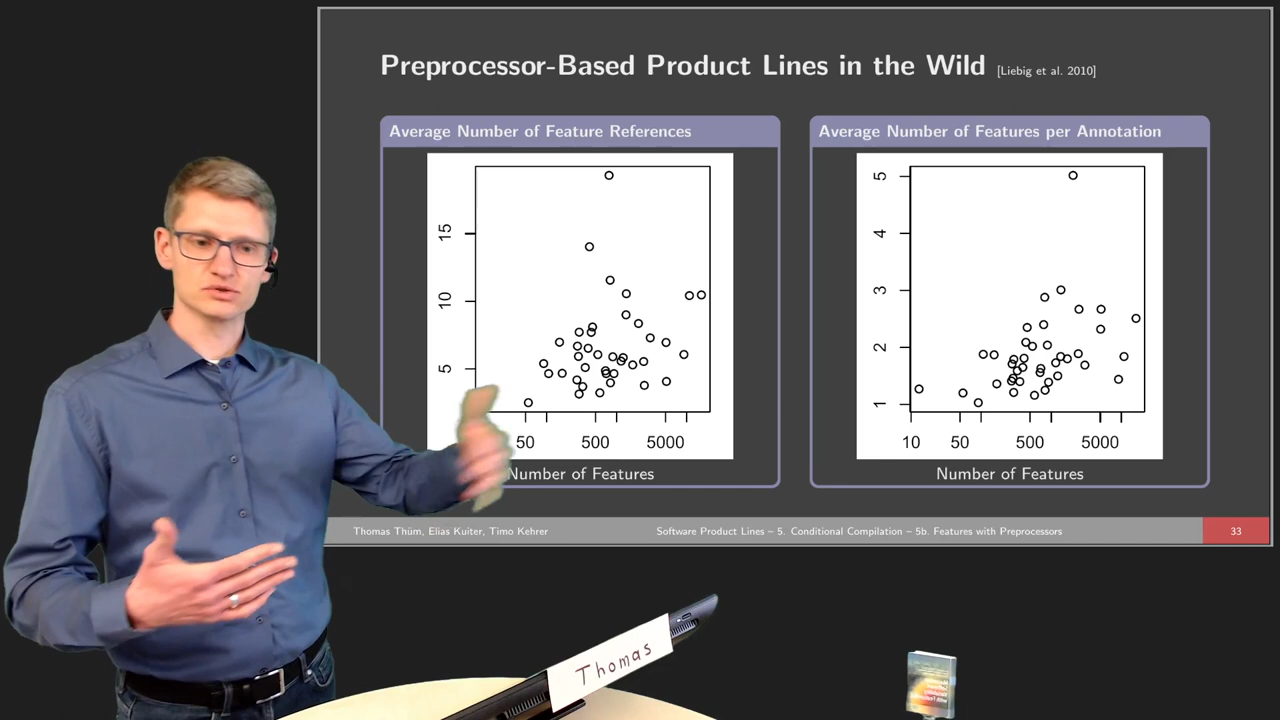 Preprocessor-Based Product Lines in the Wild [Liebig et al. 2010]
Average Number of Feature References
15
10
5
50 500 5000
Number of Features
Average Number of Features per Annotation
5
4
3
2
1
10 50 500 5000
Number of Features
Thomas Thüm, Elias Kuiter, Timo Kehrer
Software Product Lines – 5. Conditional Compilation – 5b. Features with Preprocessors
33
Thomas